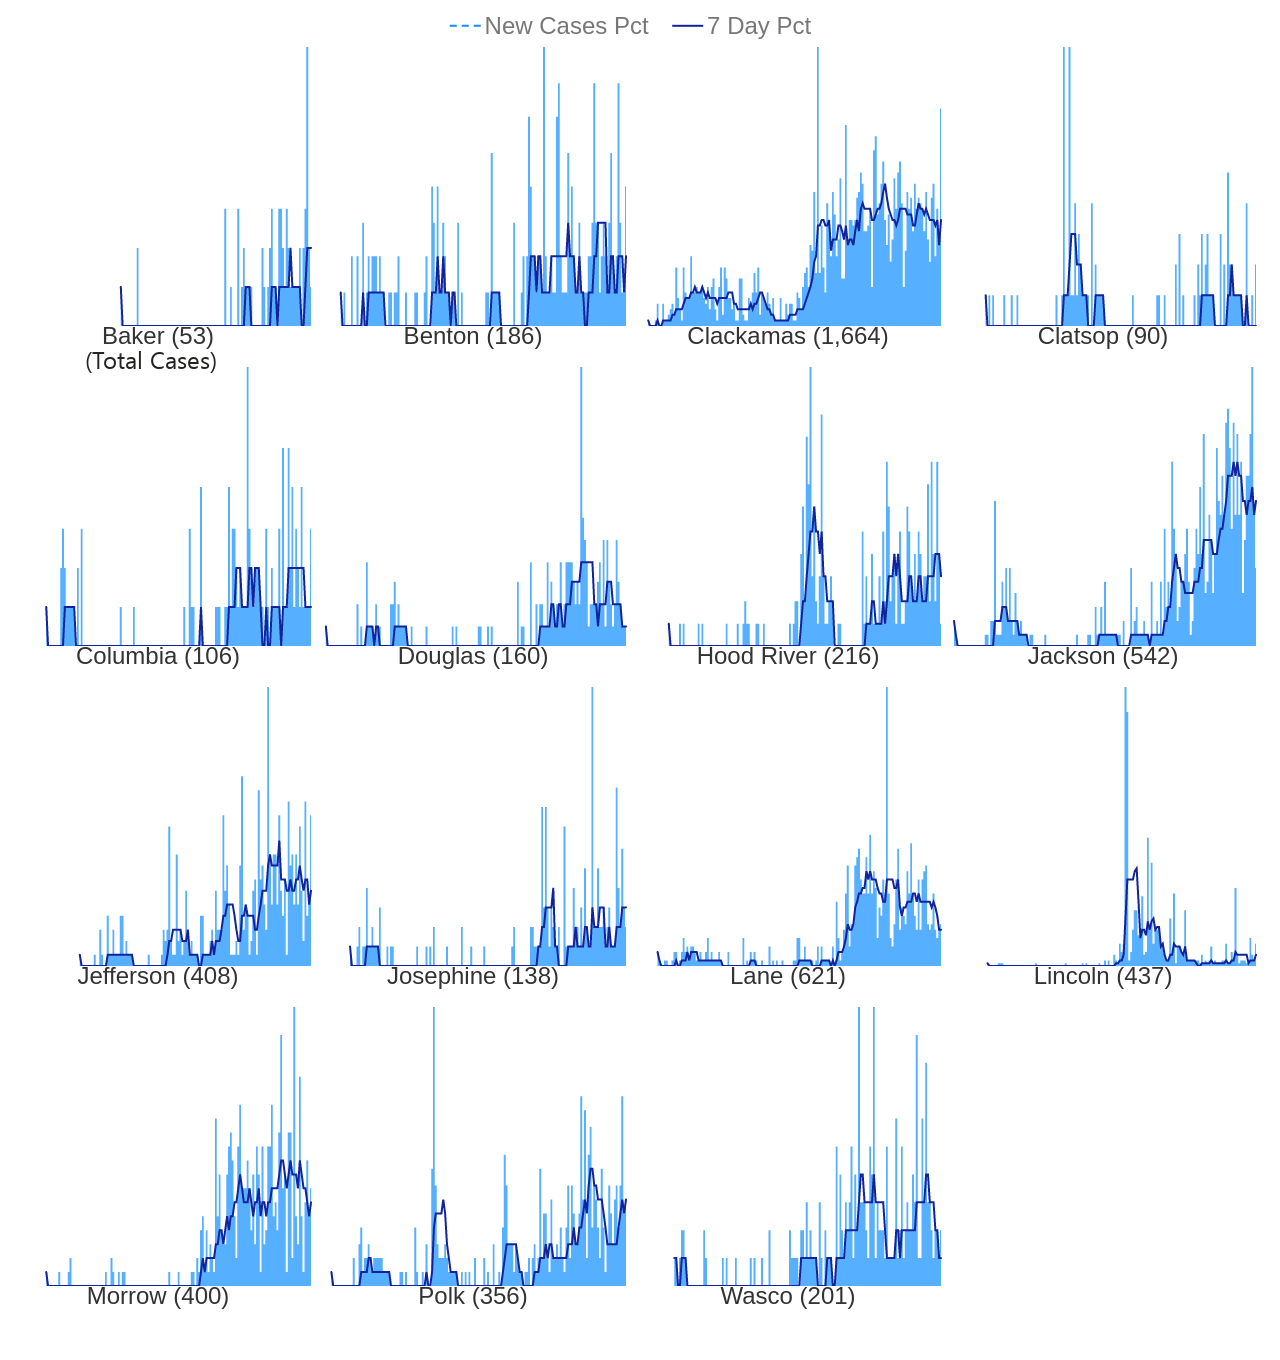 New Cases Pct 7 Day Pct
Baker (53) Benton (186) Clackamas (1,664) Clatsop (90)
(Total Cases)
Columbia (106) Douglas (160) Hood River (216) Jackson (542)
Jefferson (408) Josephine (138) Lane (621) Lincoln (437)
Morrow (400) Polk (356) Wasco (201)